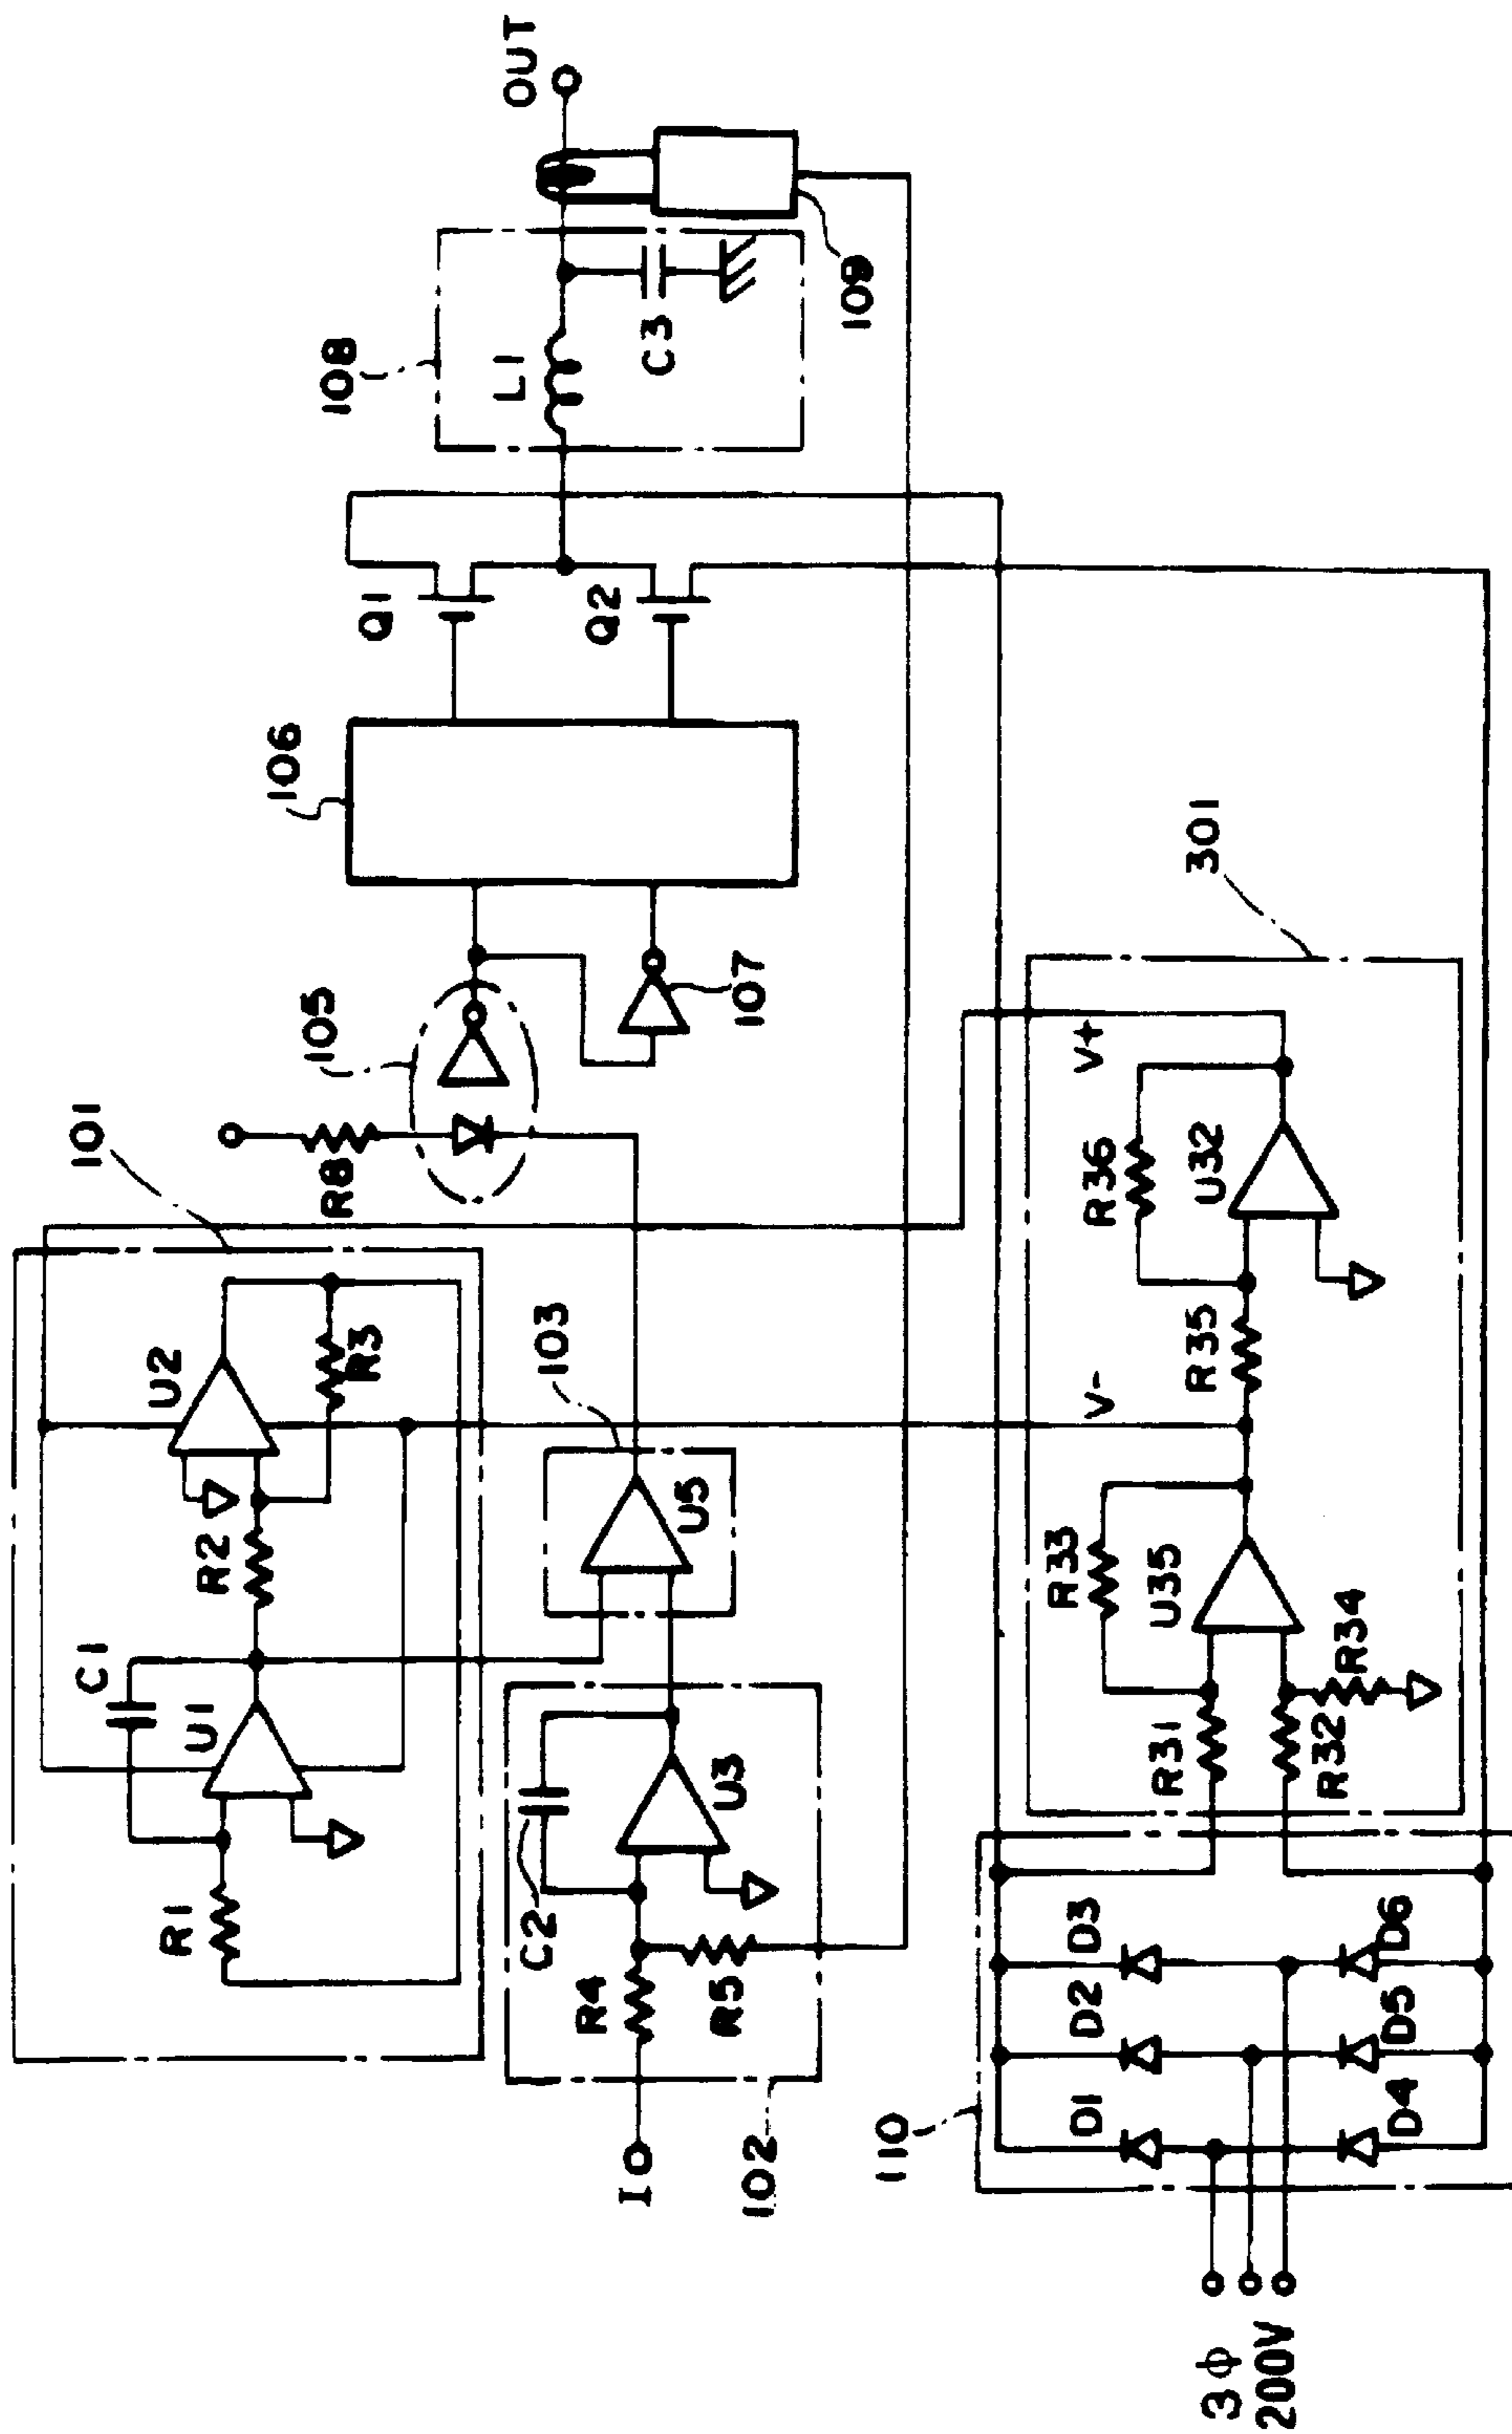 101
C1
U2
R1
U1
R2
R3
105
R8
106
Q1
Q2
108
L1
C3
OUT
109
107
103
U5
I
C2
R4
U3
R5
102
110
3φ
200V
D1
D2
D3
D4
D5
D6
301
R31
R32
R33
R34
U35
V-
R35
R36
U32
V+